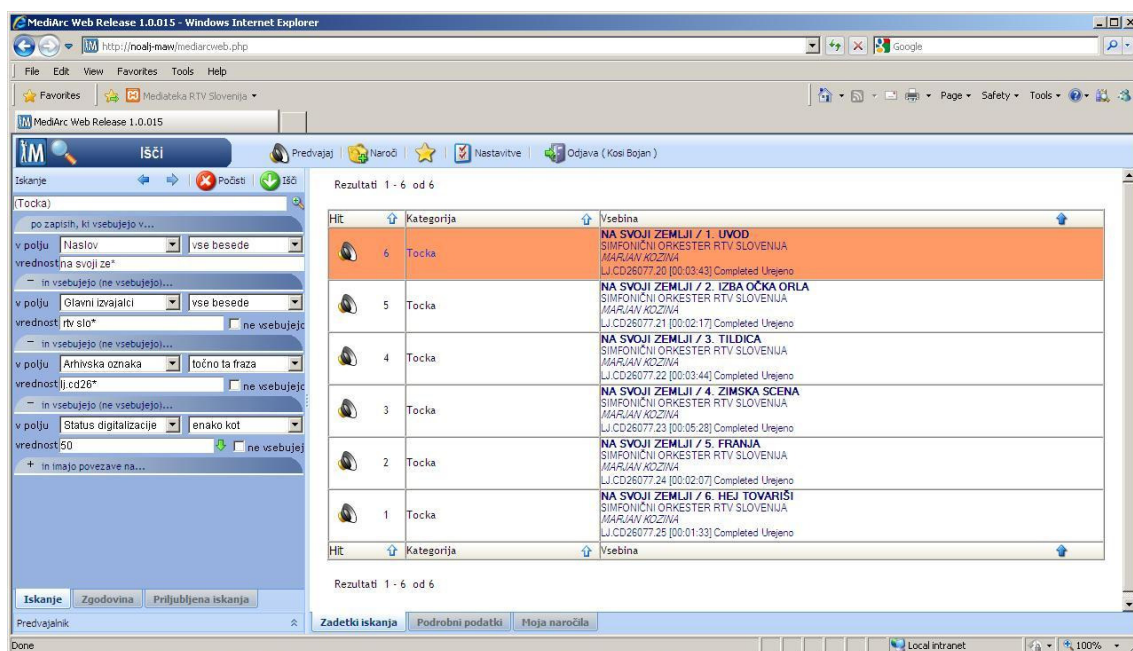 MediArc Web Release 1.0.015 - Windows Internet Explorer
http://noalj-maw/mediarcweb.php
Google
File Edit View Favorites Tools Help
Favorites Mediateka RTV Slovenija
Page Safety Tools
MediArc Web Release 1.0.015
Išči
Predvajaj Naroči Nastavitve Odjava ( Kosi Bojan )
Iskanje Počisti Išči
(Tocka)
po zapisih, ki vsebujejo v...
v polju Naslov vse besede
vrednost na svoji ze*
− in vsebujejo (ne vsebujejo)...
v polju Glavni izvajalci vse besede
vrednost rtv slo* ne vsebujejo
− in vsebujejo (ne vsebujejo)...
v polju Arhivska oznaka točno ta fraza
vrednost lj.cd26* ne vsebujejo
− in vsebujejo (ne vsebujejo)...
v polju Status digitalizacije enako kot
vrednost 50 ne vsebujej
+ in imajo povezave na...
Iskanje Zgodovina Priljubljena iskanja
Predvajalnik
Rezultati 1 - 6 od 6
Hit Kategorija Vsebina
6 Tocka
NA SVOJI ZEMLJI / 1. UVOD
SIMFONIČNI ORKESTER RTV SLOVENIJA
MARJAN KOZINA
LJ.CD26077.20 [00:03:43] Completed Urejeno
5 Tocka
NA SVOJI ZEMLJI / 2. IZBA OČKA ORLA
SIMFONIČNI ORKESTER RTV SLOVENIJA
MARJAN KOZINA
LJ.CD26077.21 [00:02:17] Completed Urejeno
4 Tocka
NA SVOJI ZEMLJI / 3. TILDICA
SIMFONIČNI ORKESTER RTV SLOVENIJA
MARJAN KOZINA
LJ.CD26077.22 [00:03:44] Completed Urejeno
3 Tocka
NA SVOJI ZEMLJI / 4. ZIMSKA SCENA
SIMFONIČNI ORKESTER RTV SLOVENIJA
MARJAN KOZINA
LJ.CD26077.23 [00:05:28] Completed Urejeno
2 Tocka
NA SVOJI ZEMLJI / 5. FRANJA
SIMFONIČNI ORKESTER RTV SLOVENIJA
MARJAN KOZINA
LJ.CD26077.24 [00:02:07] Completed Urejeno
1 Tocka
NA SVOJI ZEMLJI / 6. HEJ TOVARIŠI
SIMFONIČNI ORKESTER RTV SLOVENIJA
MARJAN KOZINA
LJ.CD26077.25 [00:01:33] Completed Urejeno
Hit Kategorija Vsebina
Rezultati 1 - 6 od 6
Zadetki iskanja Podrobni podatki Moja naročila
Done Local intranet 100%